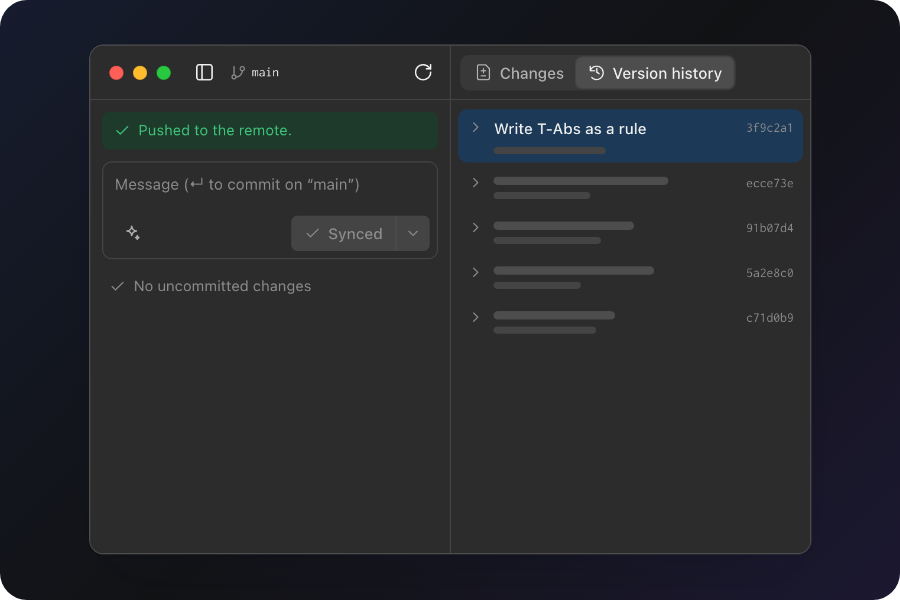 main
Changes
Version history
Pushed to the remote.
Message (↵ to commit on “main”)
Synced
No uncommitted changes
Write T-Abs as a rule
3f9c2a1
ecce73e
91b07d4
5a2e8c0
c71d0b9